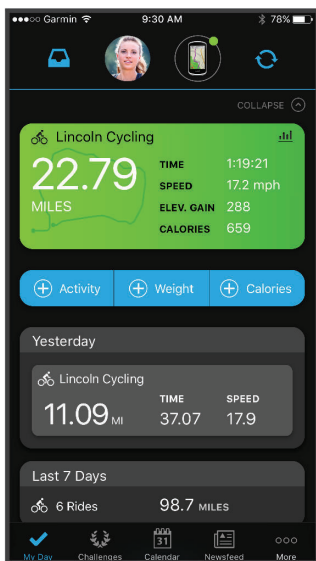 ●●●○○ Garmin 9:30 AM 78%
COLLAPSE
Lincoln Cycling
22.79
MILES
TIME 1:19:21
SPEED 17.2 mph
ELEV. GAIN 288
CALORIES 659
Activity Weight Calories
Yesterday
Lincoln Cycling
11.09 MI
TIME SPEED
37.07 17.9
Last 7 Days
6 Rides 98.7 MILES
31
My Day Challenges Calendar Newsfeed More